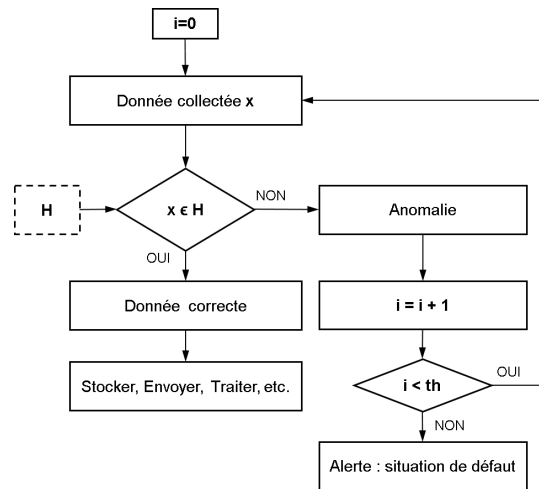 i=0
Donnée collectée x
H
x ϵ H
NON
Anomalie
OUI
Donnée correcte
i = i + 1
Stocker, Envoyer, Traiter, etc.
i < th
OUI
NON
Alerte : situation de défaut